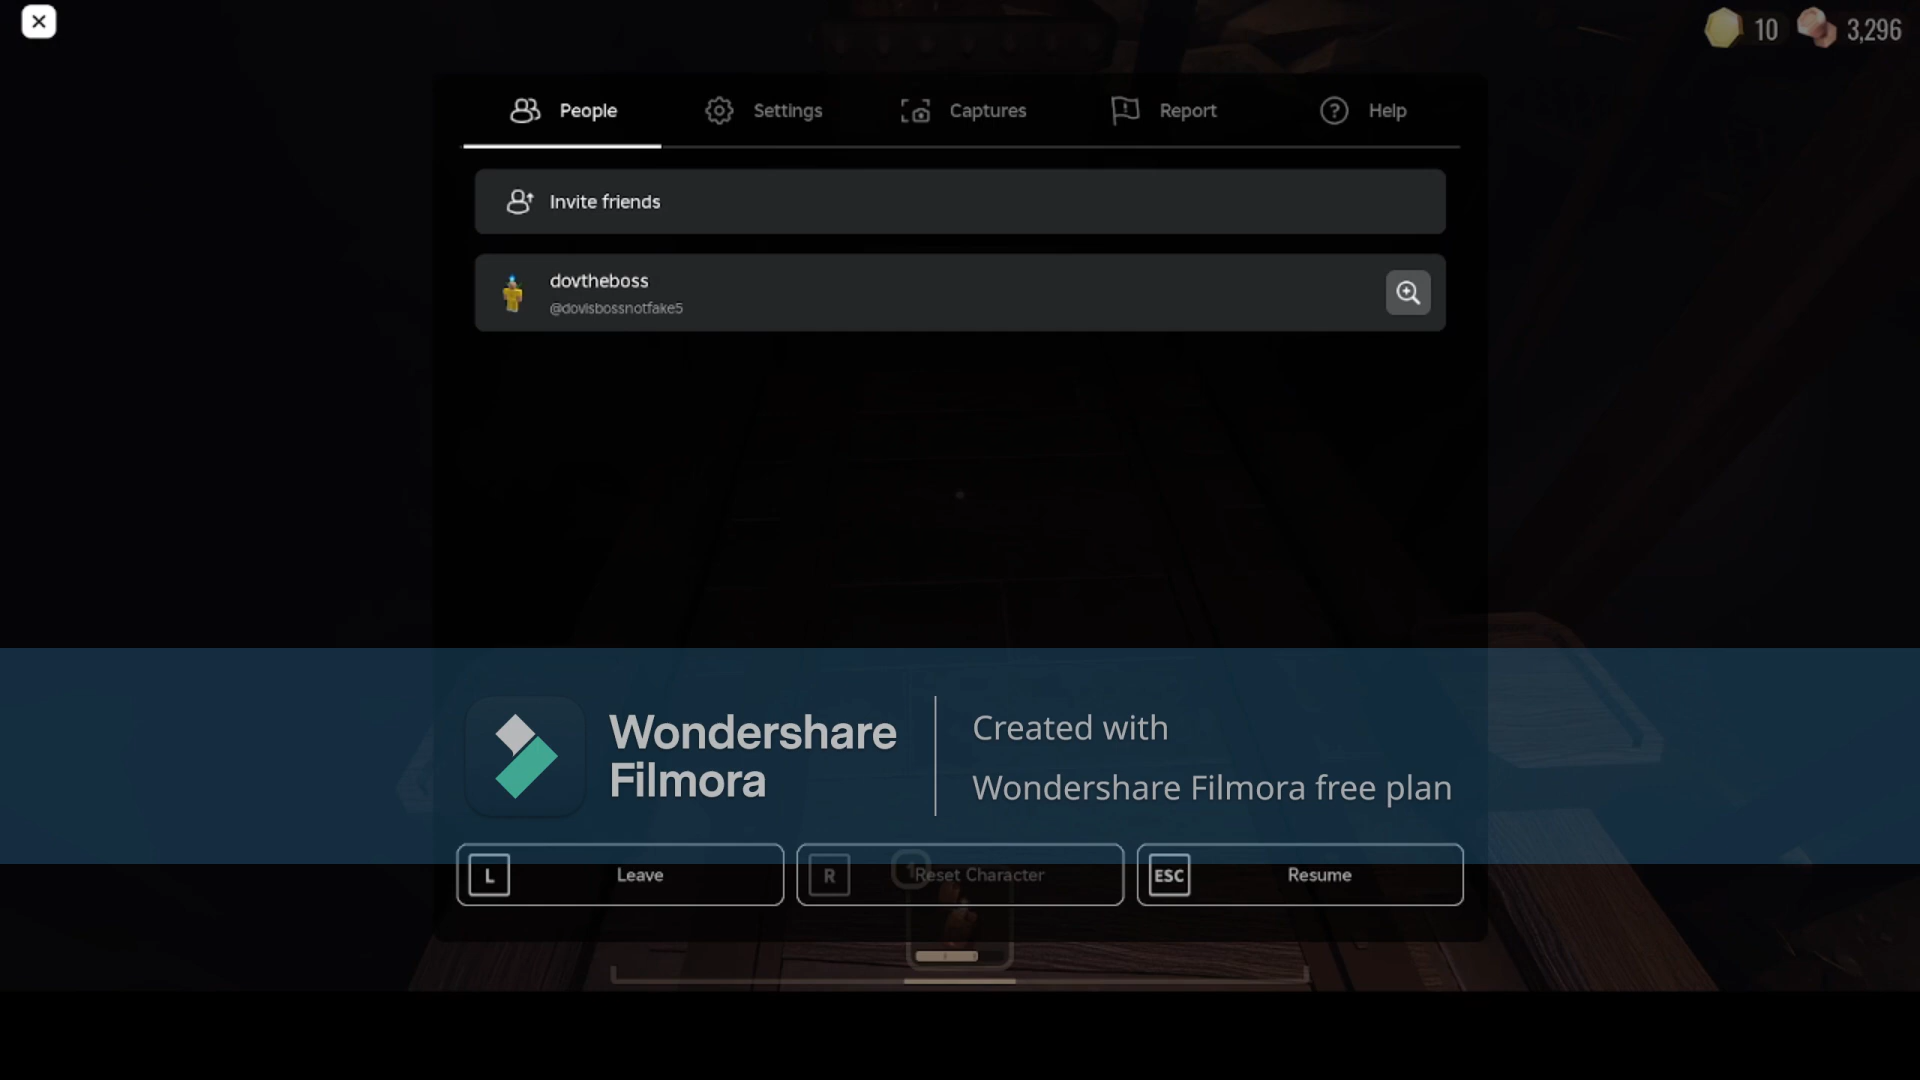 10 3,296
People Settings Captures Report Help
Invite friends
dovtheboss
@dovisbossnotfake5
Wondershare
Filmora
Created with
Wondershare Filmora free plan
L Leave R Reset Character ESC Resume